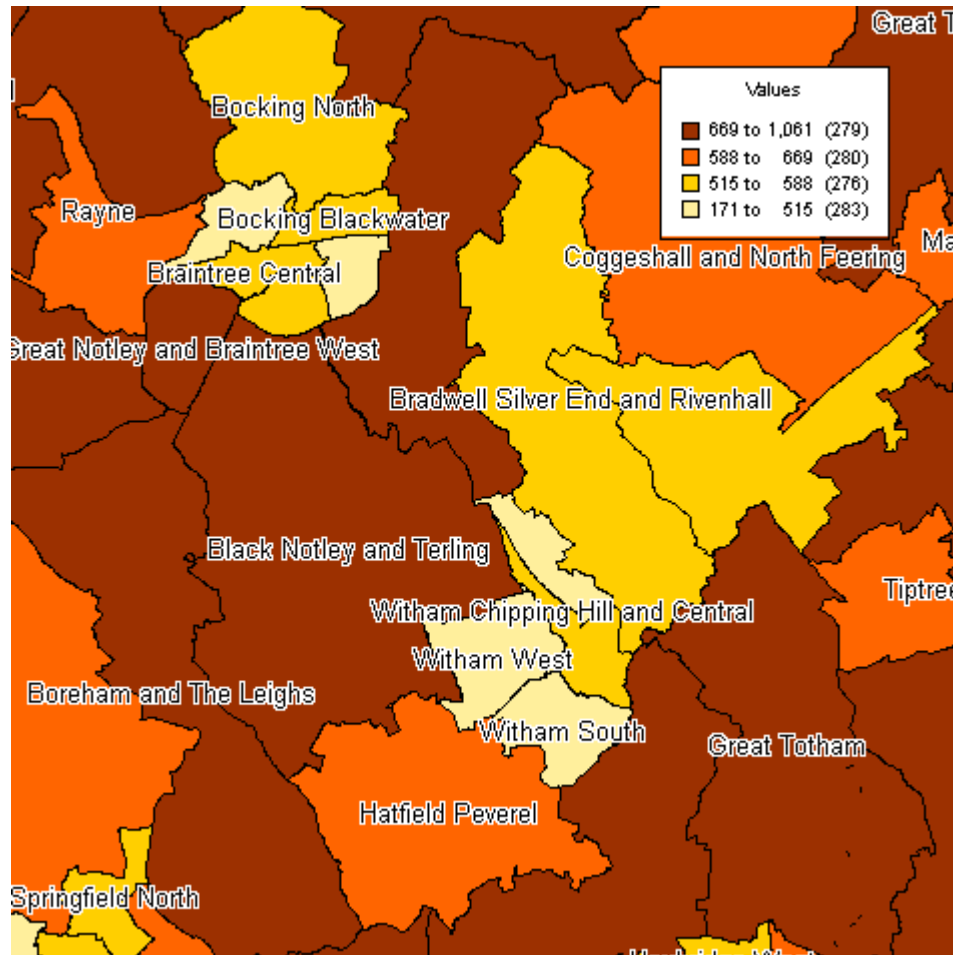 Great T
Bocking North
Values
669 to 1,061 (279)
588 to 669 (280)
515 to 588 (276)
171 to 515 (283)
Rayne
Bocking Blackwater
Ma
Coggeshall and North Feering
Braintree Central
Great Notley and Braintree West
Bradwell Silver End and Rivenhall
Black Notley and Terling
Tiptree
Witham Chipping Hill and Central
Witham West
Boreham and The Leighs
Witham South
Great Totham
Hatfield Peverel
Springfield North